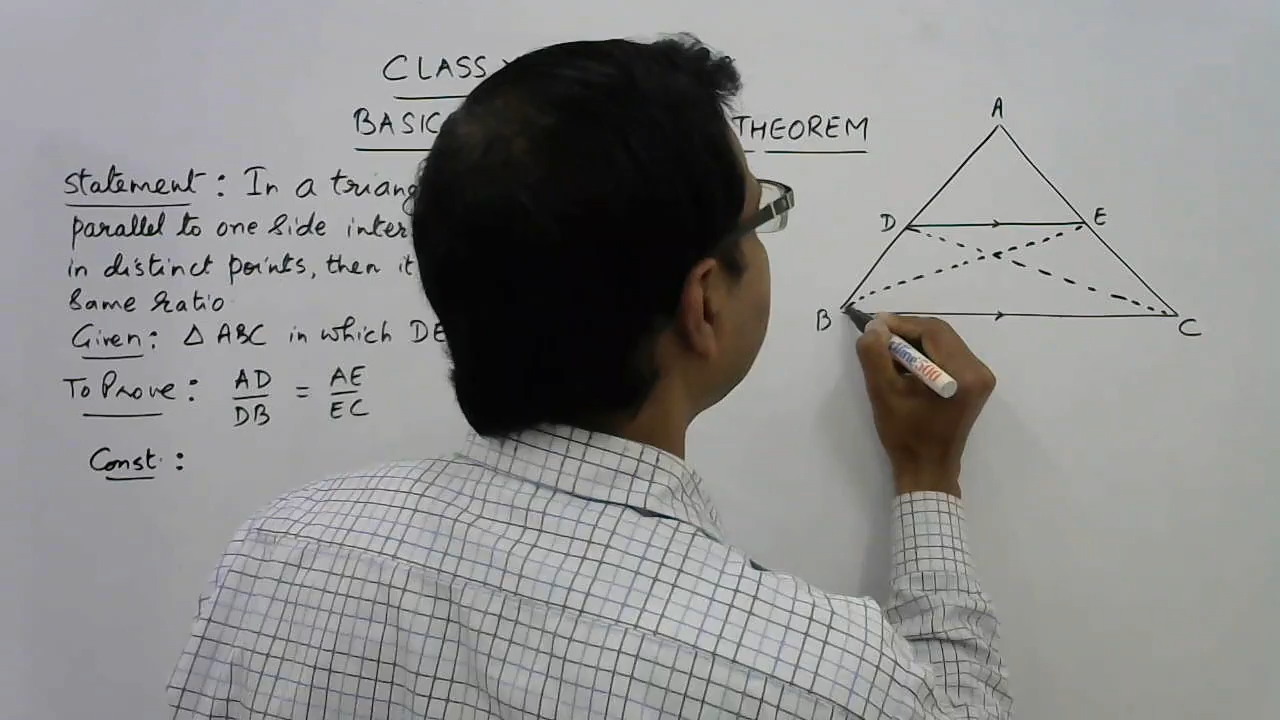 CLASS
BASIC THEOREM
Statement : In a triang
parallel to one side inter
in distinct points, then it
Same ratio
Given : △ ABC in which DE
To Prove : AD/DB = AE/EC
Const. :
A
D E
B C